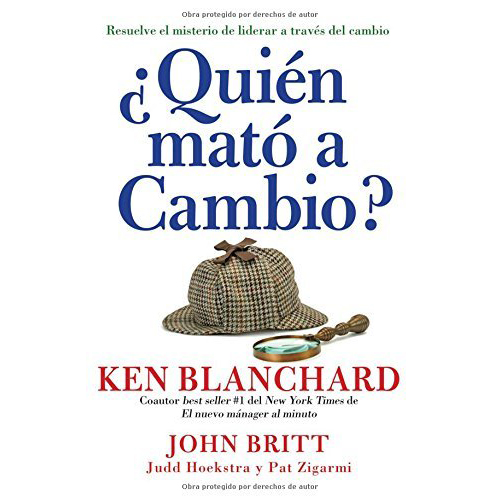 Obra protegido por derechos de autor
Resuelve el misterio de liderar a través del cambio
¿Quién
mató a
Cambio?
KEN BLANCHARD
Coautor best seller #1 del New York Times de
El nuevo mánager al minuto
JOHN BRITT
Judd Hoekstra y Pat Zigarmi
Obra protegido por derechos de autor